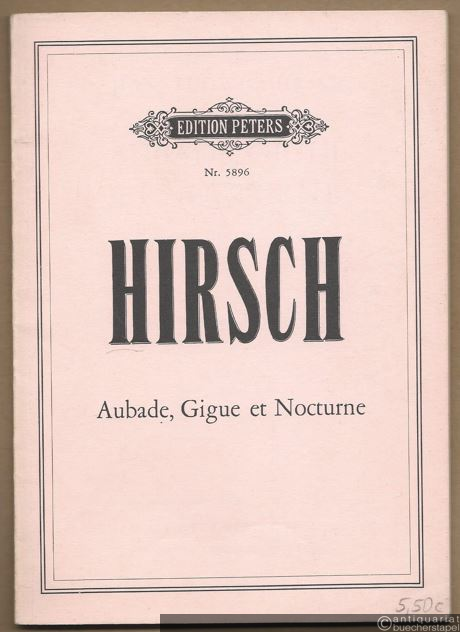 EDITION PETERS
Nr. 5896
HIRSCH
Aubade, Gigue et Nocturne
5,50 c
antiquariat
buecherstapel